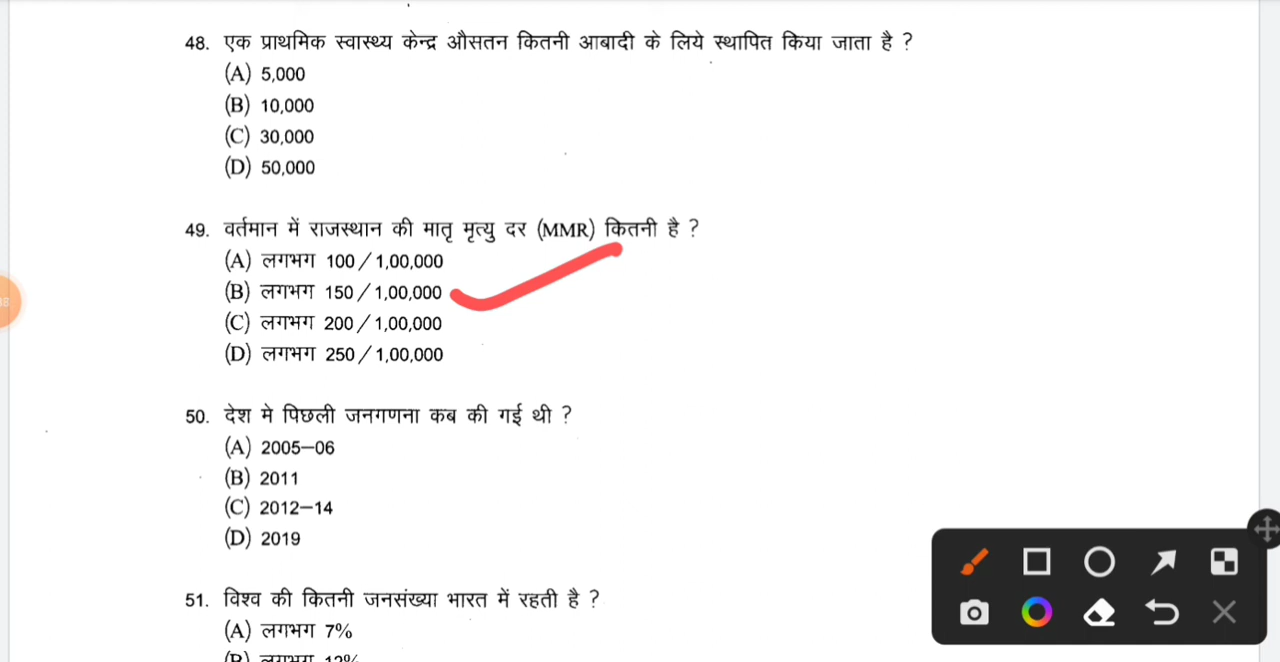 48. एक प्राथमिक स्वास्थ्य केन्द्र औसतन कितनी आबादी के लिये स्थापित किया जाता है ?
(A) 5,000
(B) 10,000
(C) 30,000
(D) 50,000
49. वर्तमान में राजस्थान की मातृ मृत्यु दर (MMR) कितनी है ?
(A) लगभग 100/1,00,000
(B) लगभग 150/1,00,000
(C) लगभग 200/1,00,000
(D) लगभग 250/1,00,000
50. देश मे पिछली जनगणना कब की गई थी ?
(A) 2005–06
(B) 2011
(C) 2012–14
(D) 2019
51. विश्व की कितनी जनसंख्या भारत में रहती है ?
(A) लगभग 7%
(B) लगभग 12%